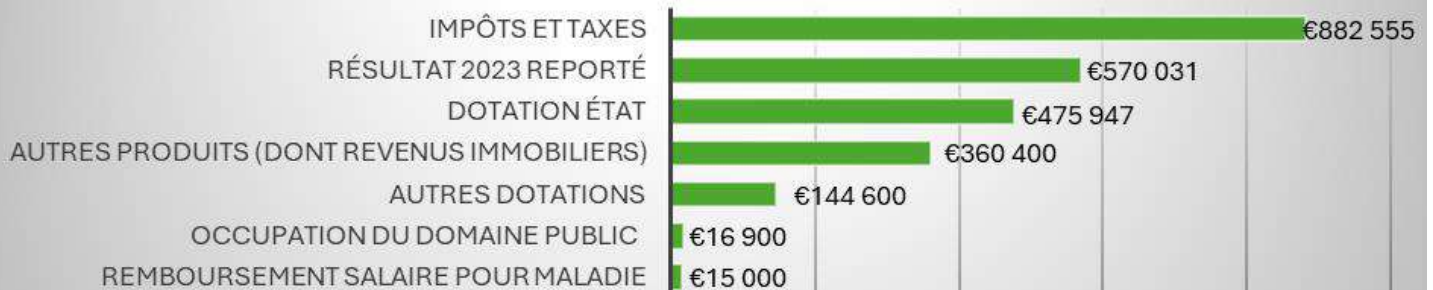 IMPÔTS ET TAXES €882 555
RÉSULTAT 2023 REPORTÉ €570 031
DOTATION ÉTAT €475 947
AUTRES PRODUITS (DONT REVENUS IMMOBILIERS) €360 400
AUTRES DOTATIONS €144 600
OCCUPATION DU DOMAINE PUBLIC €16 900
REMBOURSEMENT SALAIRE POUR MALADIE €15 000